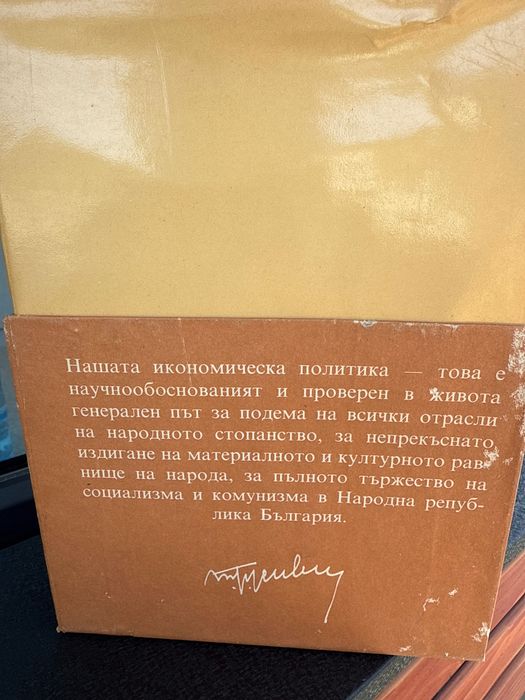 Нашата икономическа политика — това е
научнообоснованият и проверен в живота
генерален път за подема на всички отрасли
на народното стопанство, за непрекъснато
издигане на материалното и културното рав-
нище на народа, за пълното тържество на
социализма и комунизма в Народна репуб-
лика България.